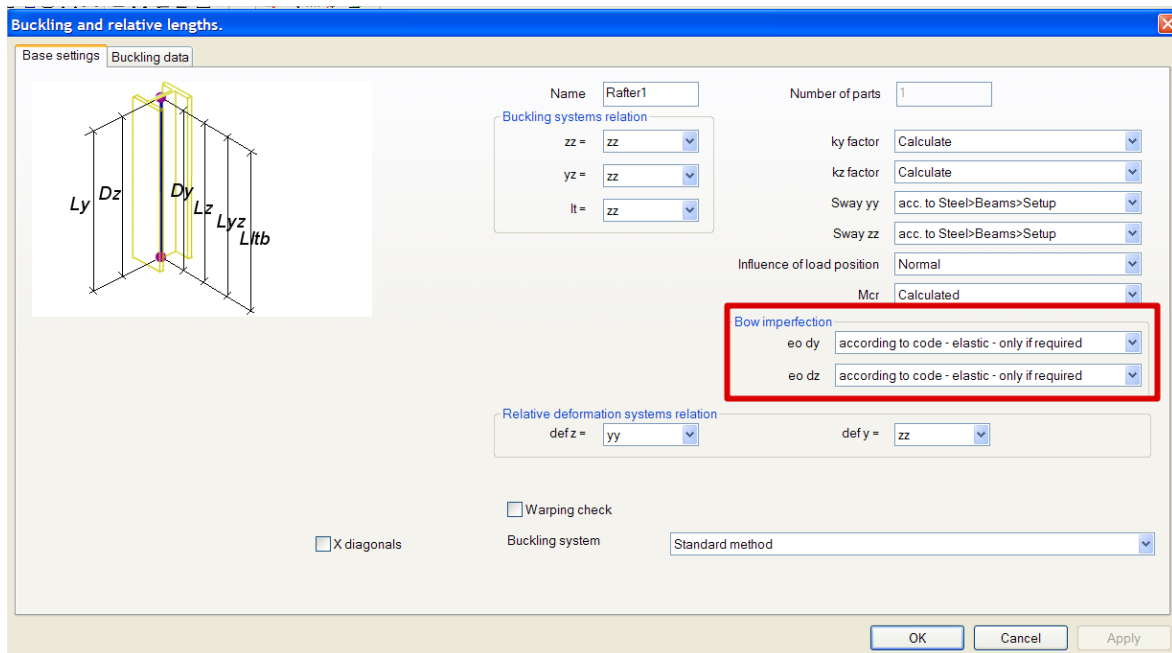 Buckling and relative lengths.
Base settings
Buckling data
Ly
Dz
Dy
Lz
Lyz
Lltb
Name Rafter1
Number of parts 1
Buckling systems relation
zz = zz
yz = zz
lt = zz
ky factor Calculate
kz factor Calculate
Sway yy acc. to Steel>Beams>Setup
Sway zz acc. to Steel>Beams>Setup
Influence of load position Normal
Mcr Calculated
Bow imperfection
eo dy according to code - elastic - only if required
eo dz according to code - elastic - only if required
Relative deformation systems relation
def z = yy
def y = zz
Warping check
X diagonals
Buckling system Standard method
OK
Cancel
Apply